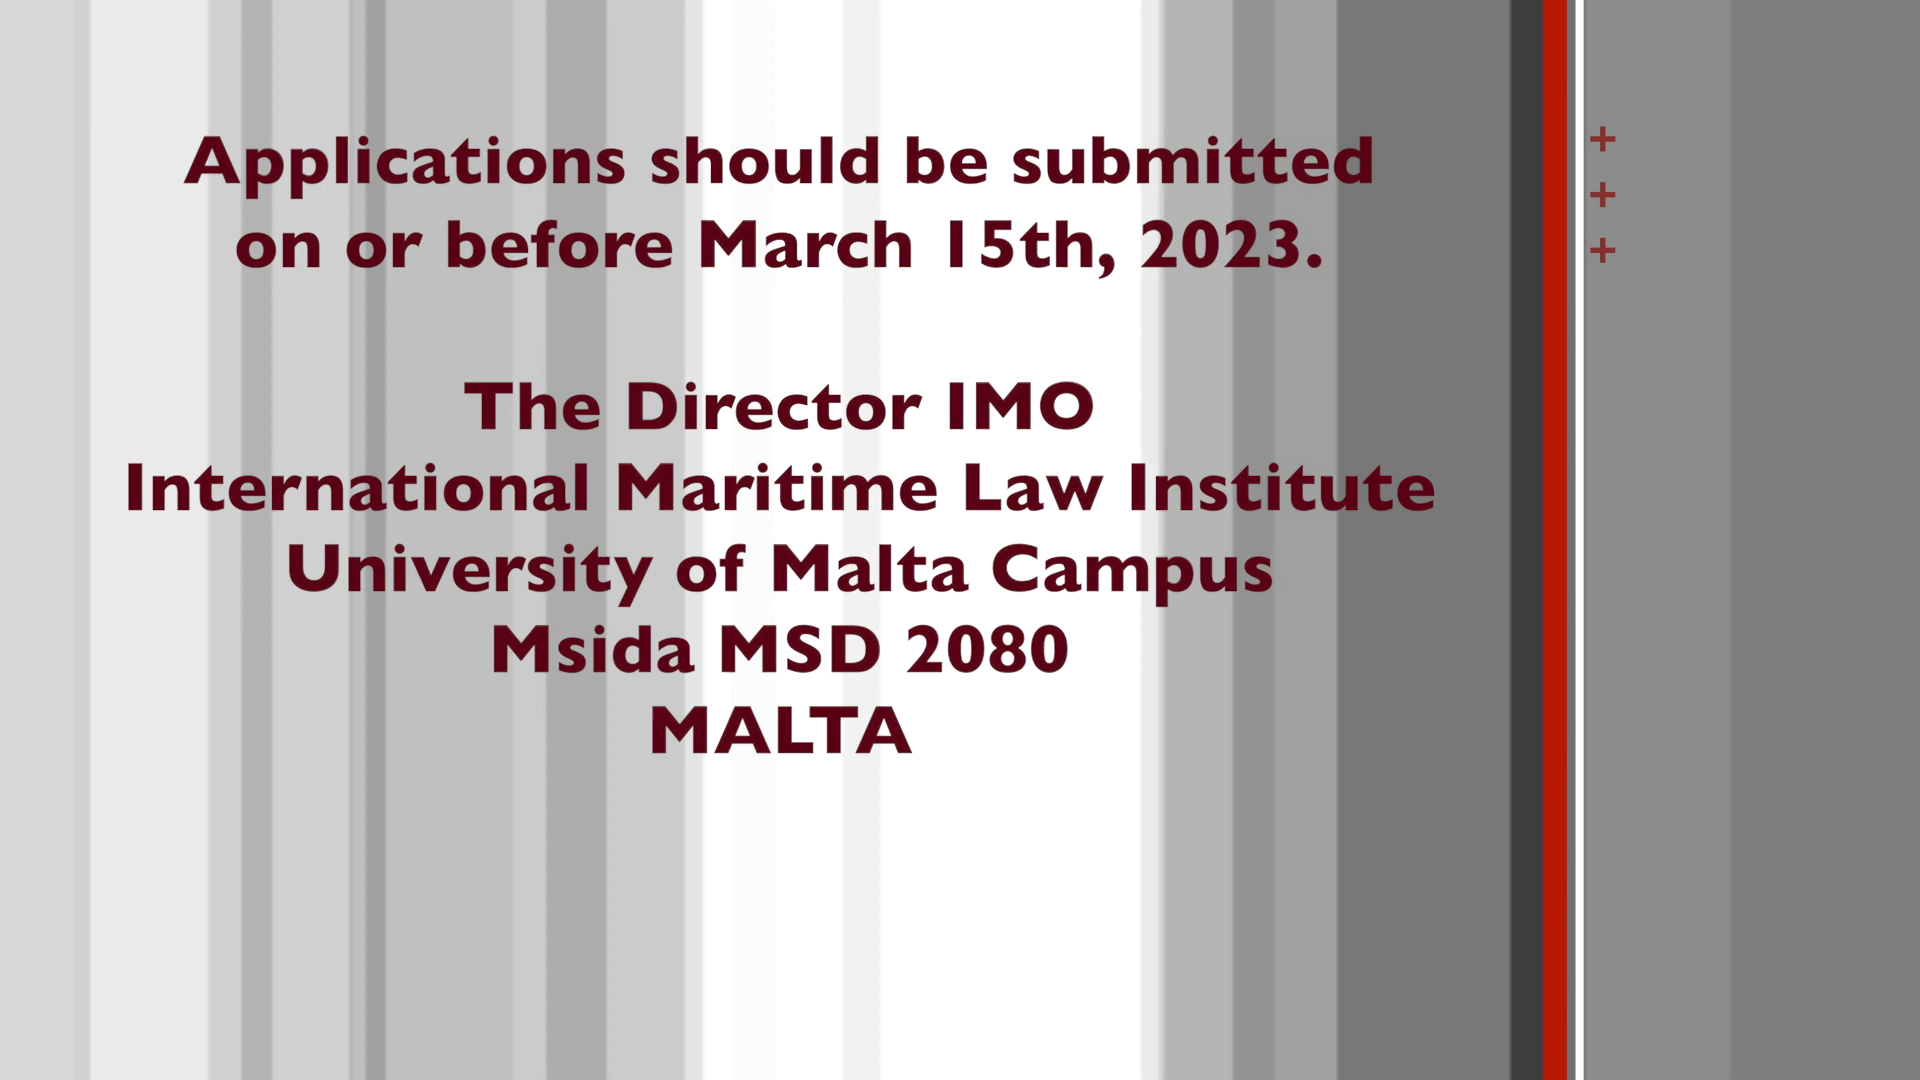 Applications should be submitted
on or before March 15th, 2023.
The Director IMO
International Maritime Law Institute
University of Malta Campus
Msida MSD 2080
MALTA
+
+
+